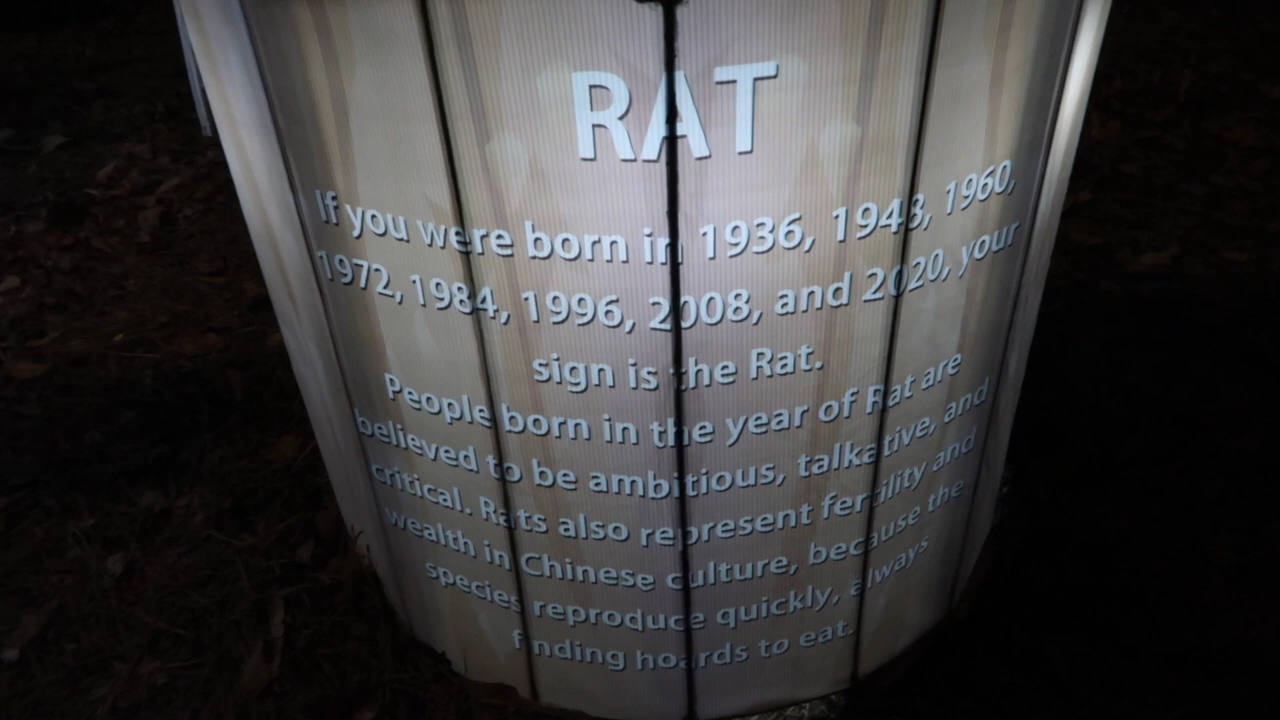 RAT
If you were born in 1936, 1948, 1960,
1972, 1984, 1996, 2008, and 2020, your
sign is the Rat.
People born in the year of Rat are
believed to be ambitious, talkative, and
critical. Rats also represent fertility and
wealth in Chinese culture, because the
species reproduce quickly, always
finding hoards to eat.